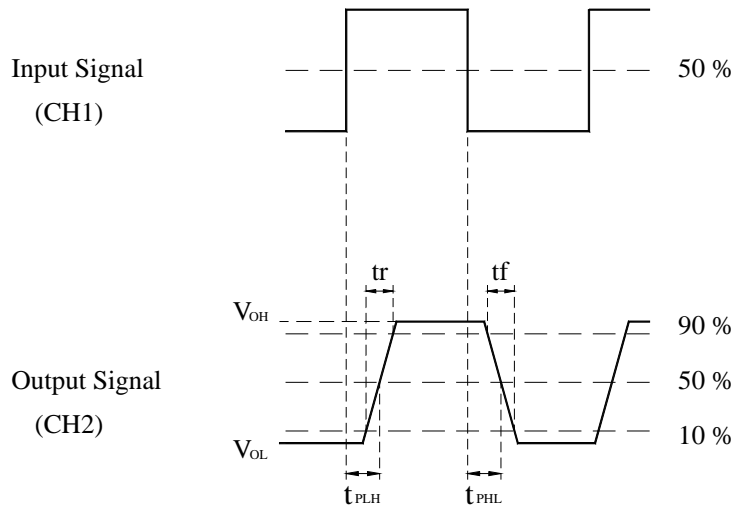 Input Signal
(CH1)
50 %
tr
tf
VOH
90 %
Output Signal
(CH2)
50 %
10 %
VOL
tPLH
tPHL